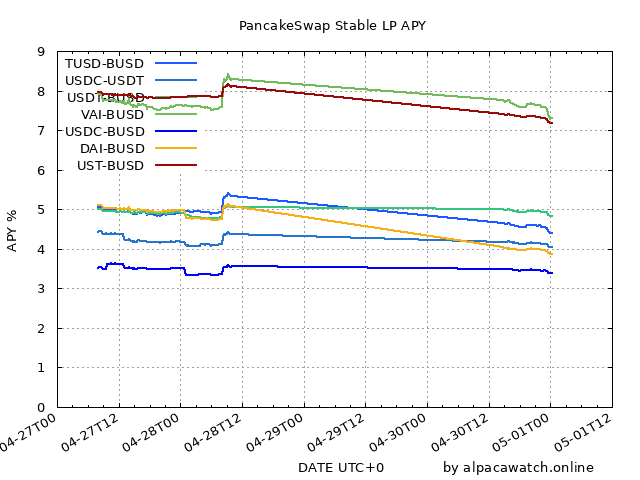 PancakeSwap Stable LP APY
9
8
7
6
5
4
3
2
1
0
APY %
TUSD-BUSD
USDC-USDT
USDT-BUSD
VAI-BUSD
USDC-BUSD
DAI-BUSD
UST-BUSD
04-27T00
04-27T12
04-28T00
04-28T12
04-29T00
04-29T12
04-30T00
04-30T12
05-01T00
05-01T12
DATE UTC+0
by alpacawatch.online